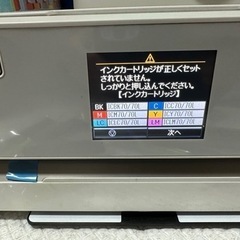 インクカートリッジが正しくセット
されていません。
しっかりと押し込んでください。
【インクカートリッジ】
BK ICBK70/70L C ICC70/70L
M ICM70/70L Y ICY70/70L
LC ICLC70/70L LM ICLM70/70L
次へ